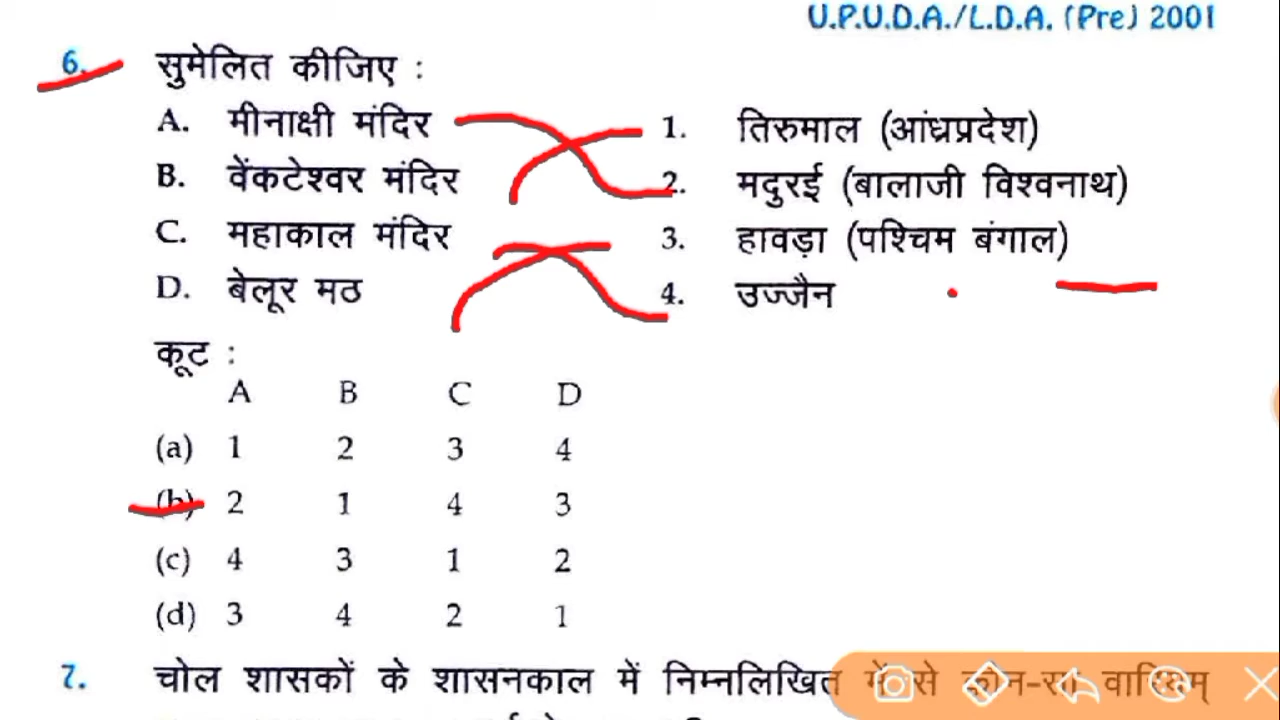 U.P.U.D.A./L.D.A. (Pre) 2001
6. सुमेलित कीजिए :
A. मीनाक्षी मंदिर 1. तिरुमाल (आंध्रप्रदेश)
B. वेंकटेश्वर मंदिर 2. मदुरई (बालाजी विश्वनाथ)
C. महाकाल मंदिर 3. हावड़ा (पश्चिम बंगाल)
D. बेलूर मठ 4. उज्जैन
कूट :
A B C D
(a) 1 2 3 4
(b) 2 1 4 3
(c) 4 3 1 2
(d) 3 4 2 1
7. चोल शासकों के शासनकाल में निम्नलिखित में से कौन-सा वारियम्